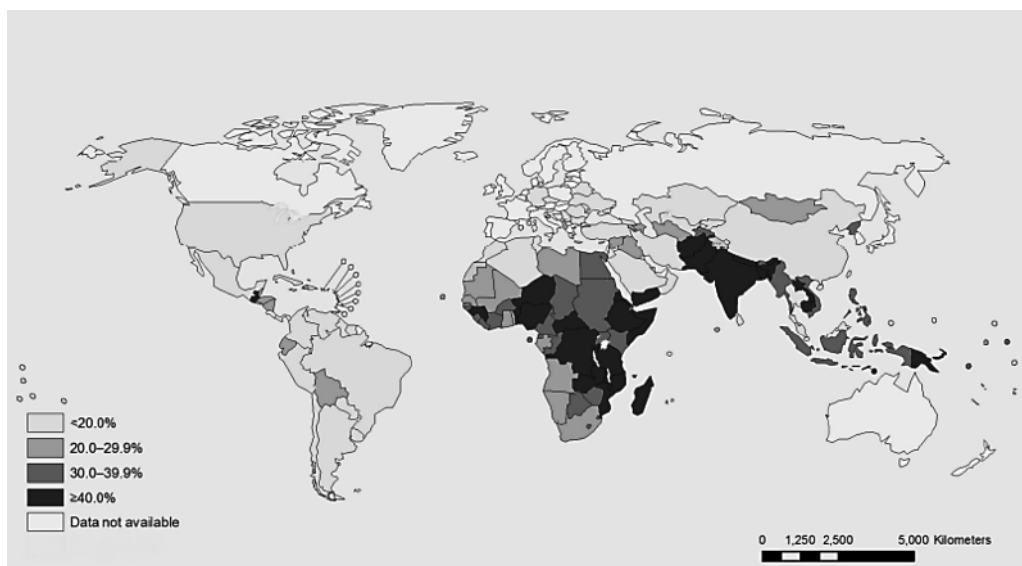 <20.0%
20.0–29.9%
30.0–39.9%
≥40.0%
Data not available
0 1,250 2,500 5,000 Kilometers